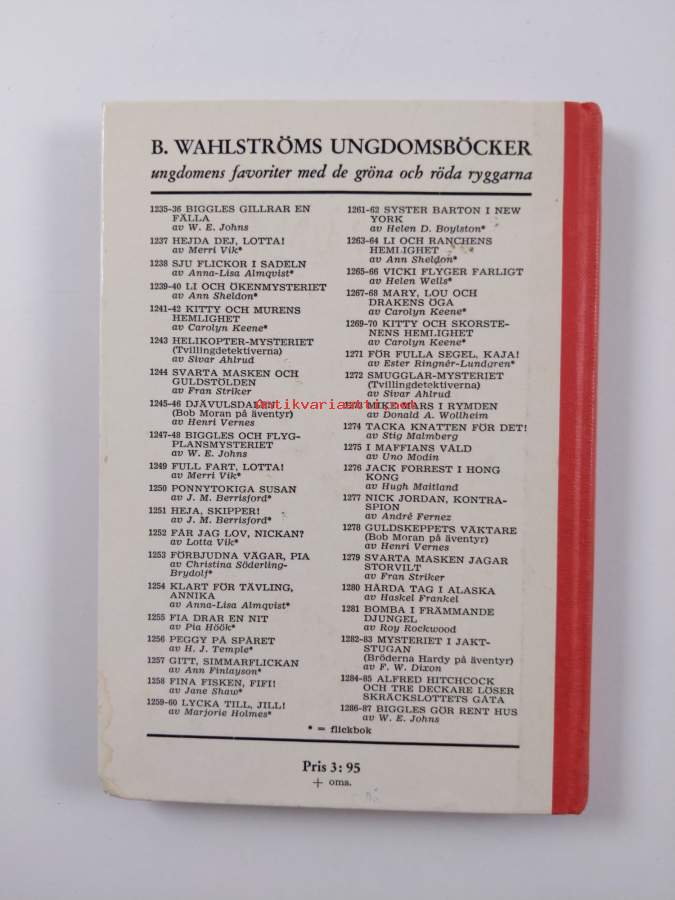 B. WAHLSTRÖMS UNGDOMSBÖCKER
ungdomens favoriter med de gröna och röda ryggarna
1235-36 BIGGLES GILLRAR EN
FÄLLA
av W. E. Johns
1237 HEJDA DEJ, LOTTA!
av Merri Vik*
1238 SJU FLICKOR I SADELN
av Anna-Lisa Almqvist*
1239-40 LI OCH ÖKENMYSTERIET
av Ann Sheldon*
1241-42 KITTY OCH MURENS
HEMLIGHET
av Carolyn Keene*
1243 HELIKOPTER-MYSTERIET
(Tvillingdetektiverna)
av Sivar Ahlrud
1244 SVARTA MASKEN OCH
GULDSTÖLDEN
av Fran Striker
1245-46 DJÄVULSDALEN
(Bob Moran på äventyr)
av Henri Vernes
1247-48 BIGGLES OCH FLYG-
PLANSMYSTERIET
av W. E. Johns
1249 FULL FART, LOTTA!
av Merri Vik*
1250 PONNYTOKIGA SUSAN
av J. M. Berrisford*
1251 HEJA, SKIPPER!
av J. M. Berrisford*
1252 FÅR JAG LOV, NICKAN?
av Lotta Vik*
1253 FÖRBJUDNA VÄGAR, PIA
av Christina Söderling-
Brydolf*
1254 KLART FÖR TÄVLING,
ANNIKA
av Anna-Lisa Almqvist*
1255 FIA DRAR EN NIT
av Pia Höök*
1256 PEGGY PÅ SPÅRET
av H. J. Temple*
1257 GITT, SIMMARFLICKAN
av Ann Finlayson*
1258 FINA FISKEN, FIFI!
av Jane Shaw*
1259-60 LYCKA TILL, JILL!
av Marjorie Holmes*
1261-62 SYSTER BARTON I NEW
YORK
av Helen D. Boylston*
1263-64 LI OCH RANCHENS
HEMLIGHET
av Ann Sheldon*
1265-66 VICKI FLYGER FARLIGT
av Helen Wells*
1267-68 MARY, LOU OCH
DRAKENS ÖGA
av Carolyn Keene*
1269-70 KITTY OCH SKORSTE-
NENS HEMLIGHET
av Carolyn Keene*
1271 FÖR FULLA SEGEL, KAJA!
av Ester Ringnér-Lundgren*
1272 SMUGGLAR-MYSTERIET
(Tvillingdetektiverna)
av Sivar Ahlrud
Antikvariaatti.net
MIKE MARS I RYMDEN
av Donald A. Wollheim
1274 TACKA KNATTEN FÖR DET!
av Stig Malmberg
1275 I MAFFIANS VÅLD
av Uno Modin
1276 JACK FORREST I HONG
KONG
av Hugh Maitland
1277 NICK JORDAN, KONTRA-
SPION
av André Fernez
1278 GULDSKEPPETS VÄKTARE
(Bob Moran på äventyr)
av Henri Vernes
1279 SVARTA MASKEN JAGAR
STORVILT
av Fran Striker
1280 HÅRDA TAG I ALASKA
av Haskel Frankel
1281 BOMBA I FRÄMMANDE
DJUNGEL
av Roy Rockwood
1282-83 MYSTERIET I JAKT-
STUGAN
(Bröderna Hardy på äventyr)
av F. W. Dixon
1284-85 ALFRED HITCHCOCK
OCH TRE DECKARE LÖSER
SKRÄCKSLOTTETS GÅTA
1286-87 BIGGLES GÖR RENT HUS
av W. E. Johns
* = flickbok
Pris 3: 95
+ oms.